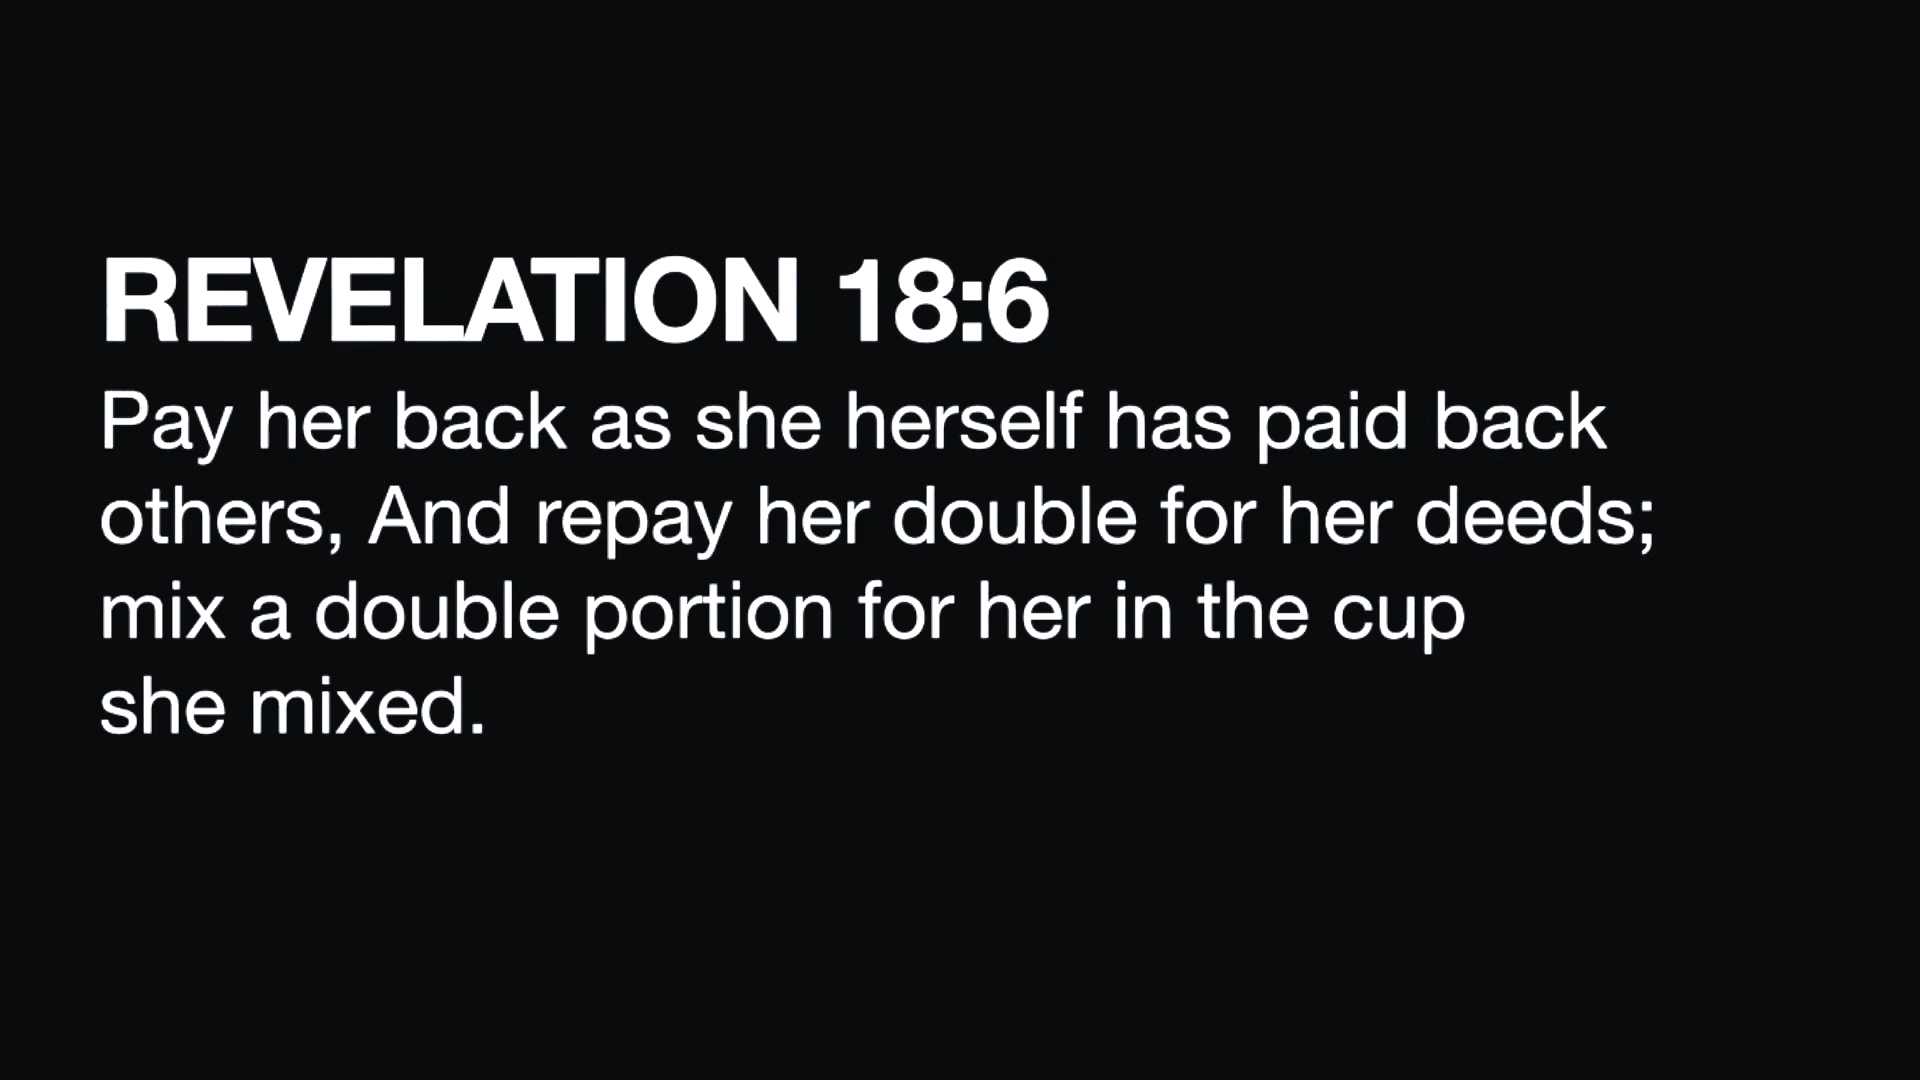 REVELATION 18:6
Pay her back as she herself has paid back
others, And repay her double for her deeds;
mix a double portion for her in the cup
she mixed.